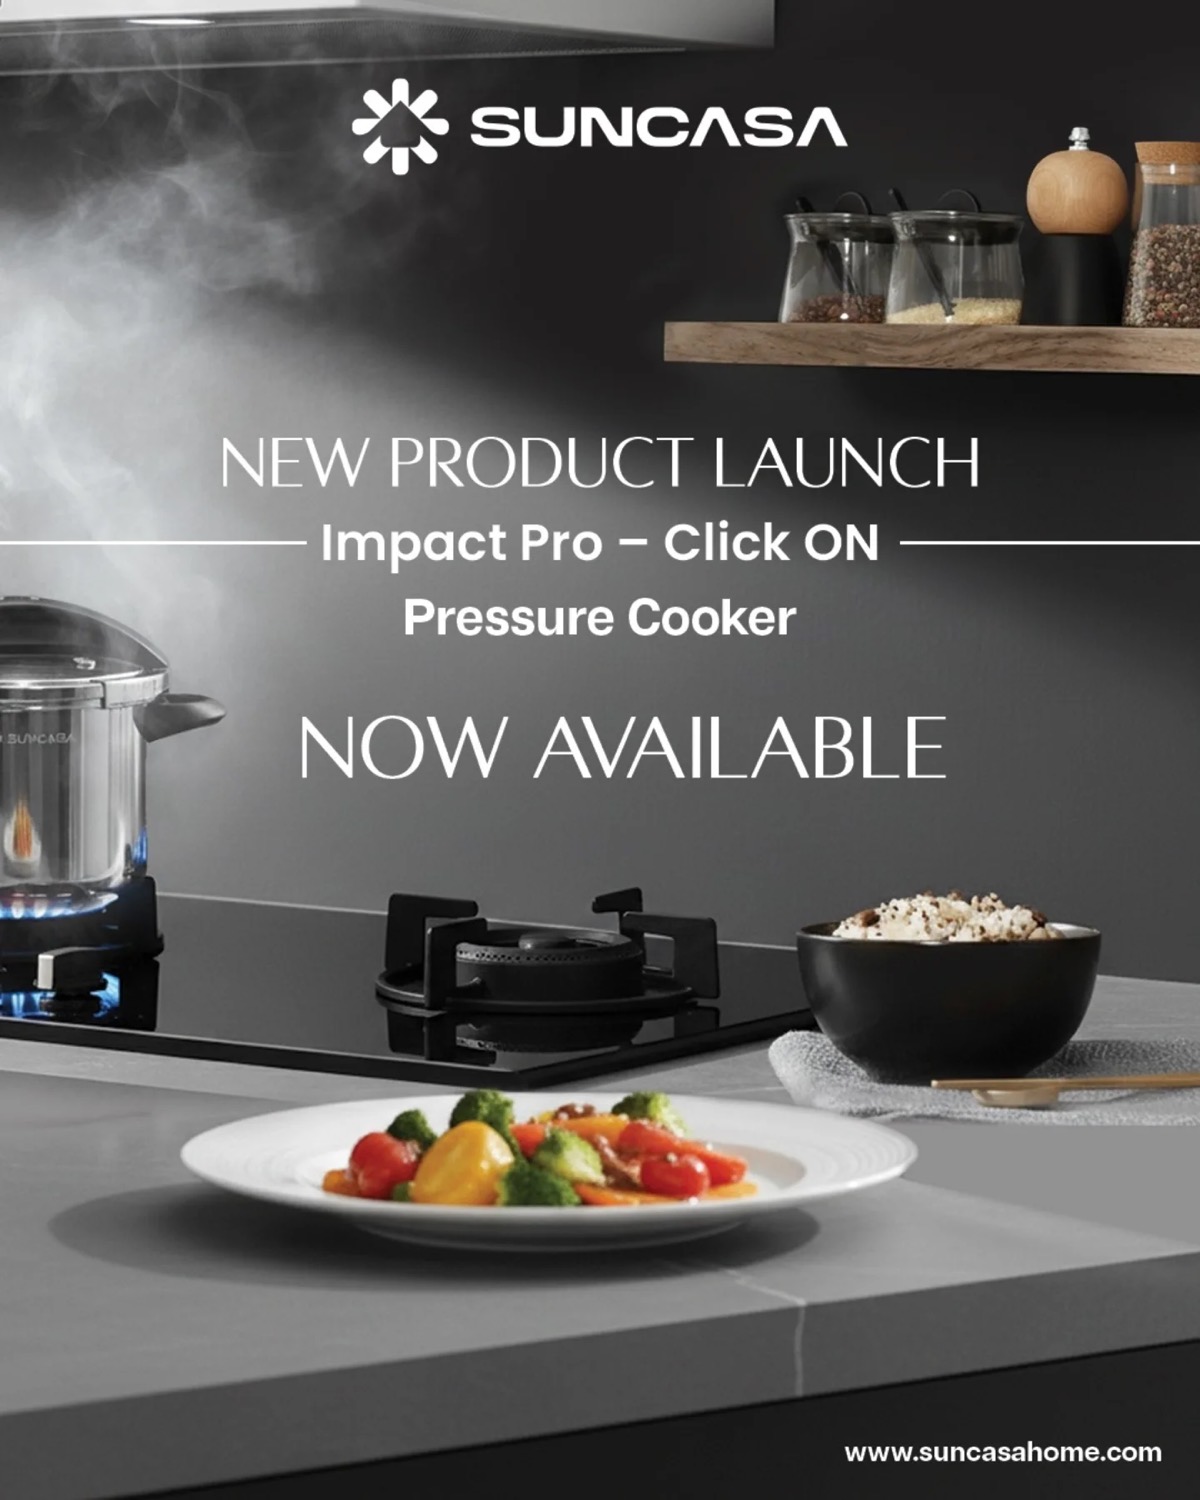 SUNCASA
NEW PRODUCT LAUNCH
Impact Pro – Click ON
Pressure Cooker
SUNCASA
NOW AVAILABLE
www.suncasahome.com